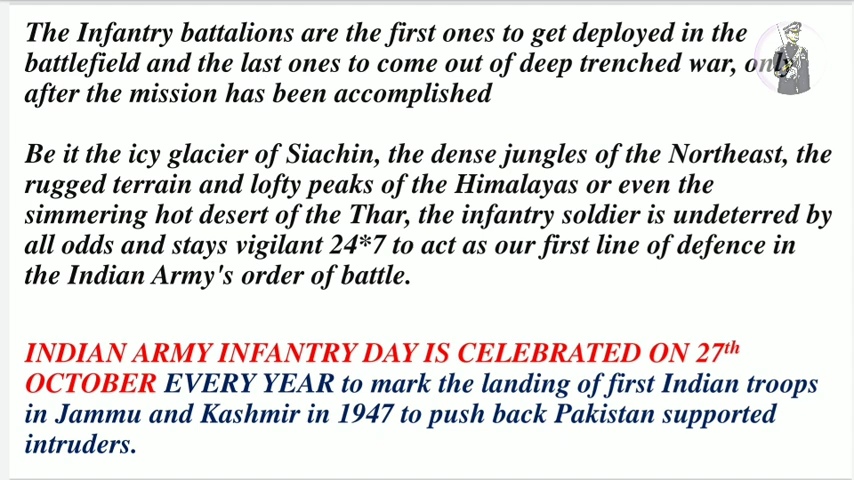 The Infantry battalions are the first ones to get deployed in the
battlefield and the last ones to come out of deep trenched war, only
after the mission has been accomplished
Be it the icy glacier of Siachin, the dense jungles of the Northeast, the
rugged terrain and lofty peaks of the Himalayas or even the
simmering hot desert of the Thar, the infantry soldier is undeterred by
all odds and stays vigilant 24*7 to act as our first line of defence in
the Indian Army's order of battle.
INDIAN ARMY INFANTRY DAY IS CELEBRATED ON 27th
OCTOBER EVERY YEAR to mark the landing of first Indian troops
in Jammu and Kashmir in 1947 to push back Pakistan supported
intruders.